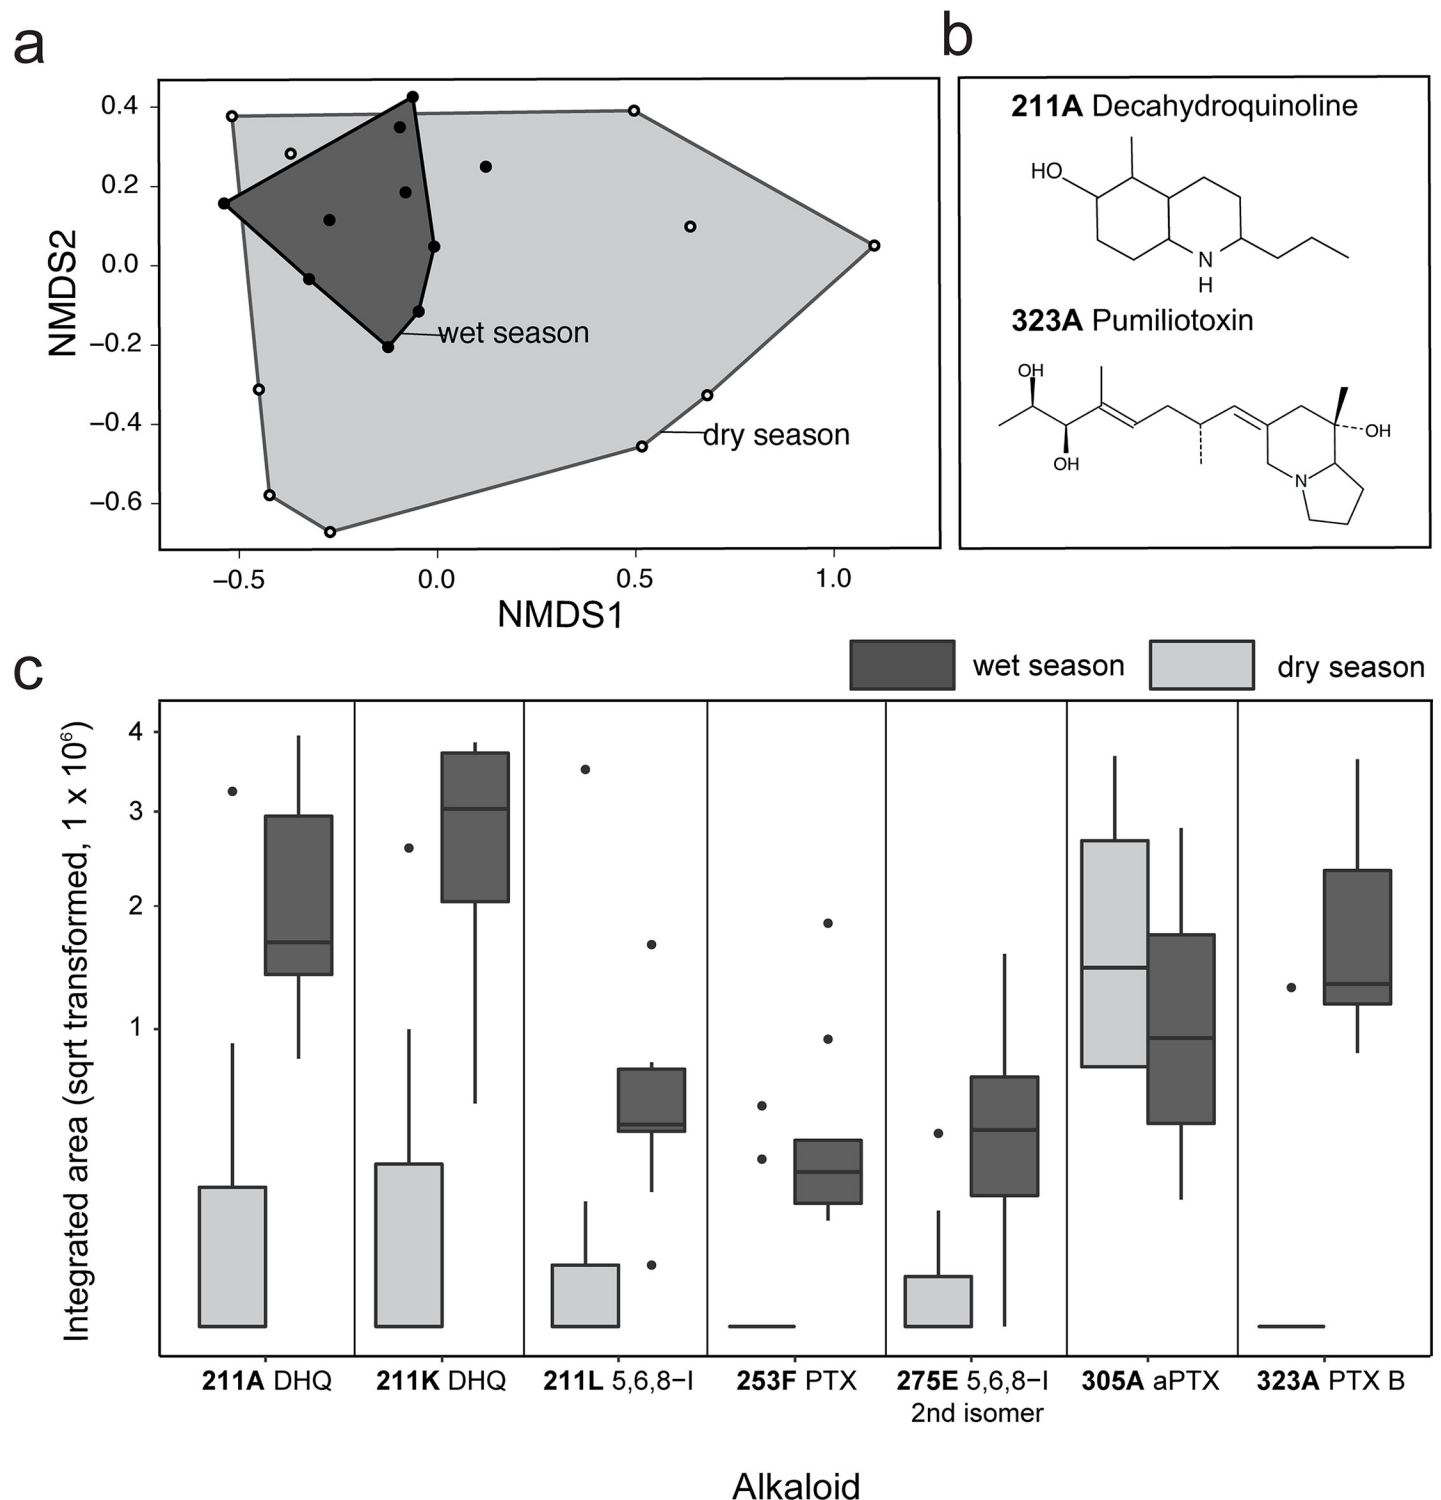 a
b
0.4
0.2
0.0
−0.2
−0.4
−0.6
NMDS2
wet season
dry season
−0.5
0.0
0.5
1.0
NMDS1
211A Decahydroquinoline
HO
N
H
323A Pumiliotoxin
OH
OH
OH
N
c
wet season
dry season
Integrated area (sqrt transformed, 1 x 10⁶)
4
3
2
1
211A DHQ
211K DHQ
211L 5,6,8−I
253F PTX
275E 5,6,8−I
2nd isomer
305A aPTX
323A PTX B
Alkaloid